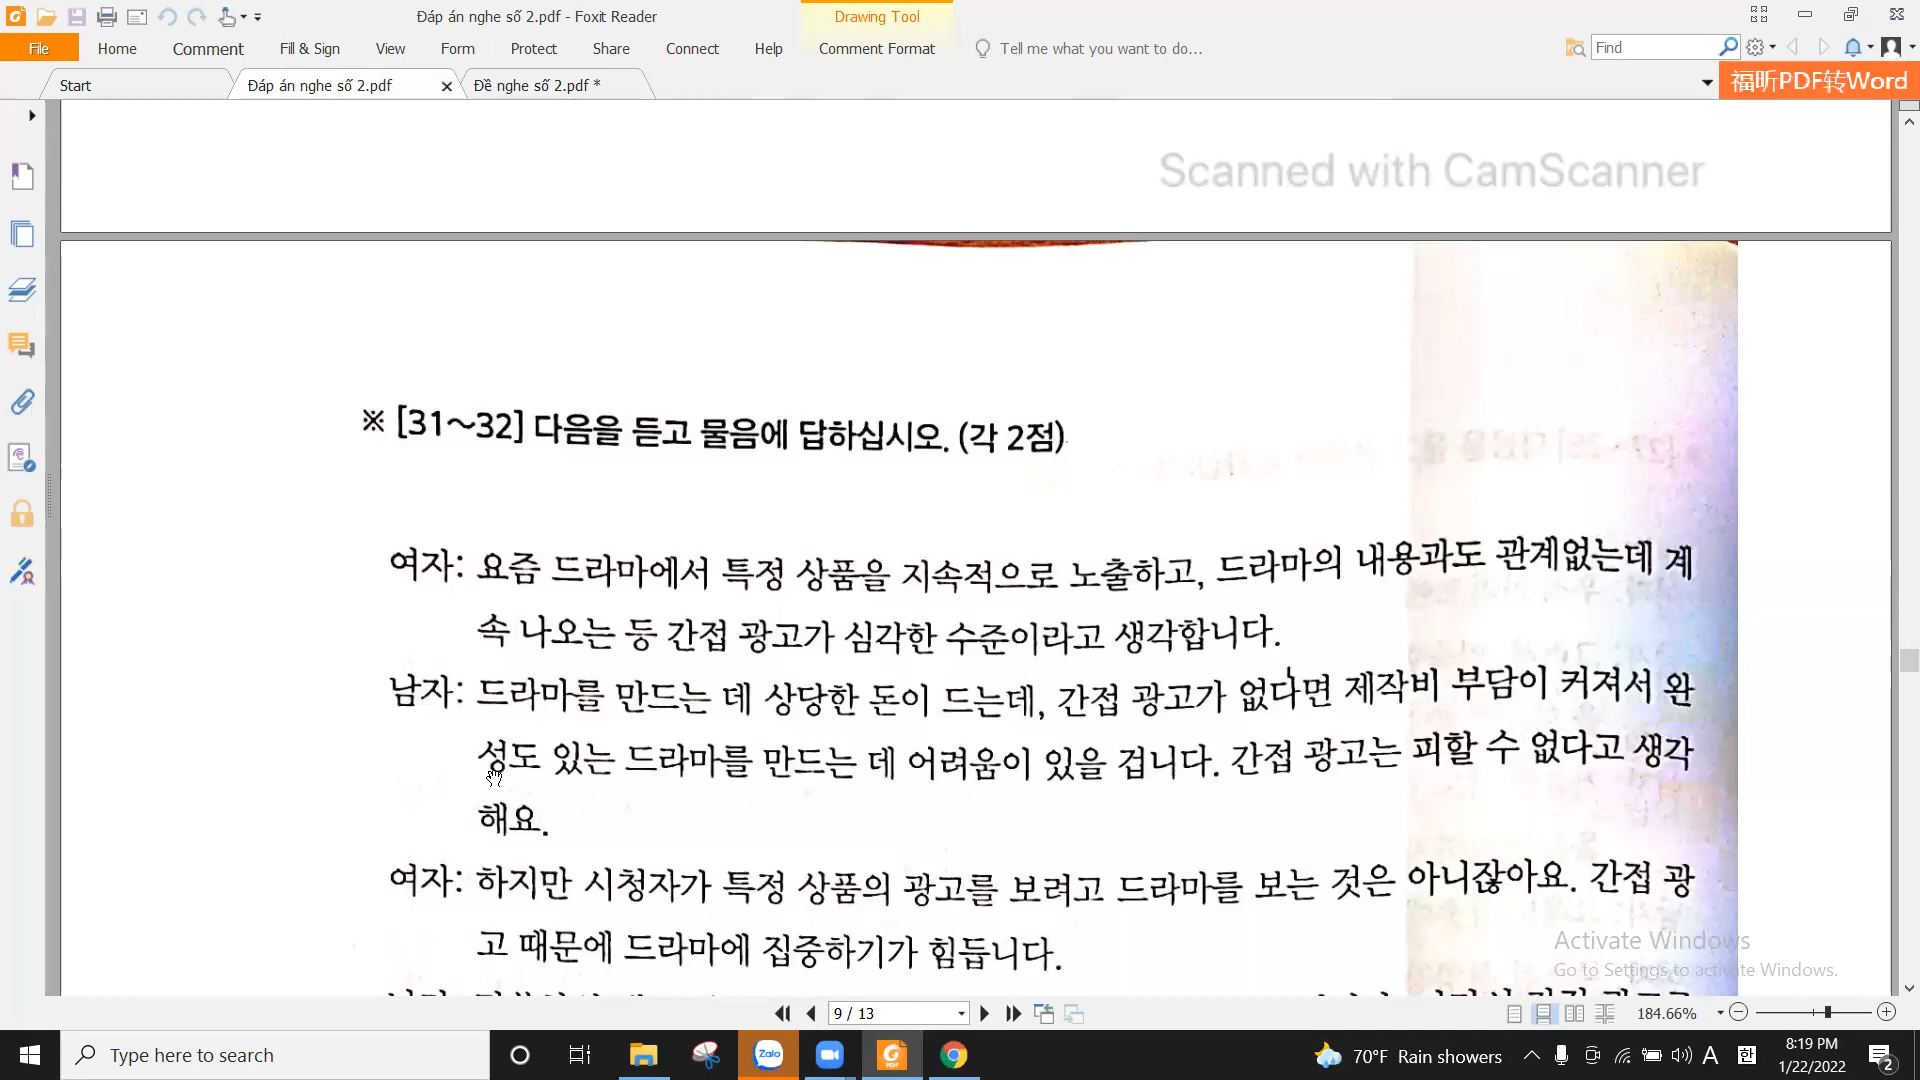 Đáp án nghe số 2.pdf - Foxit Reader
Drawing Tool
File
Home
Comment
Fill & Sign
View
Form
Protect
Share
Connect
Help
Comment Format
Tell me what you want to do...
Find
Start
Đáp án nghe số 2.pdf
Đề nghe số 2.pdf *
福昕PDF转Word
Scanned with CamScanner
※ [31~32] 다음을 듣고 물음에 답하십시오. (각 2점)
여자: 요즘 드라마에서 특정 상품을 지속적으로 노출하고, 드라마의 내용과도 관계없는데 계
속 나오는 등 간접 광고가 심각한 수준이라고 생각합니다.
남자: 드라마를 만드는 데 상당한 돈이 드는데, 간접 광고가 없다면 제작비 부담이 커져서 완
성도 있는 드라마를 만드는 데 어려움이 있을 겁니다. 간접 광고는 피할 수 없다고 생각
해요.
여자: 하지만 시청자가 특정 상품의 광고를 보려고 드라마를 보는 것은 아니잖아요. 간접 광
고 때문에 드라마에 집중하기가 힘듭니다.
Activate Windows
Go to Settings to activate Windows.
9 / 13
184.66%
Type here to search
Zalo
70°F Rain showers
A
한
8:19 PM
1/22/2022
2